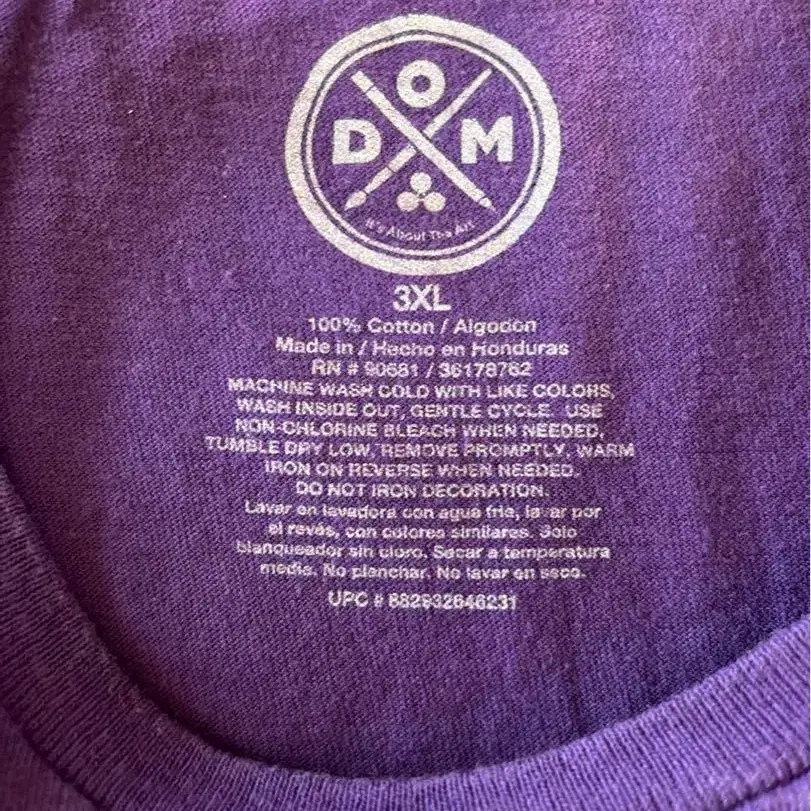 O
D M
It's About The Art
3XL
100% Cotton / Algodon
Made in / Hecho en Honduras
RN # 90681 / 36178762
MACHINE WASH COLD WITH LIKE COLORS,
WASH INSIDE OUT, GENTLE CYCLE. USE
NON-CHLORINE BLEACH WHEN NEEDED,
TUMBLE DRY LOW, REMOVE PROMPTLY, WARM
IRON ON REVERSE WHEN NEEDED.
DO NOT IRON DECORATION.
Lavar en lavadora con agua fria, lavar por
el revés, con colores similares. Solo
blanqueador sin cloro. Secar a temperatura
media. No planchar. No lavar en seco.
UPC # 882932646231